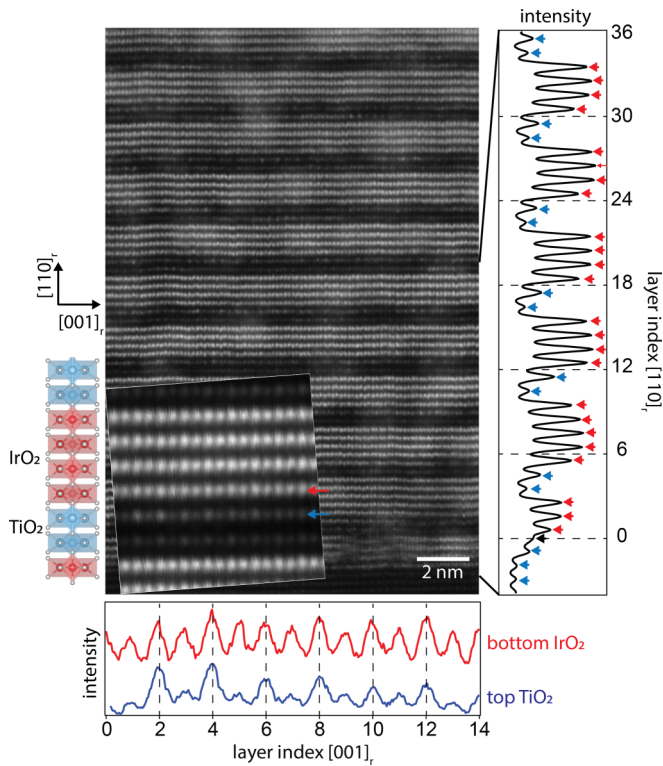 intensity
36
30
24
18
12
6
0
layer index [110]r
[110]r
[001]r
IrO₂
TiO₂
2 nm
intensity
bottom IrO₂
top TiO₂
0 2 4 6 8 10 12 14
layer index [001]r